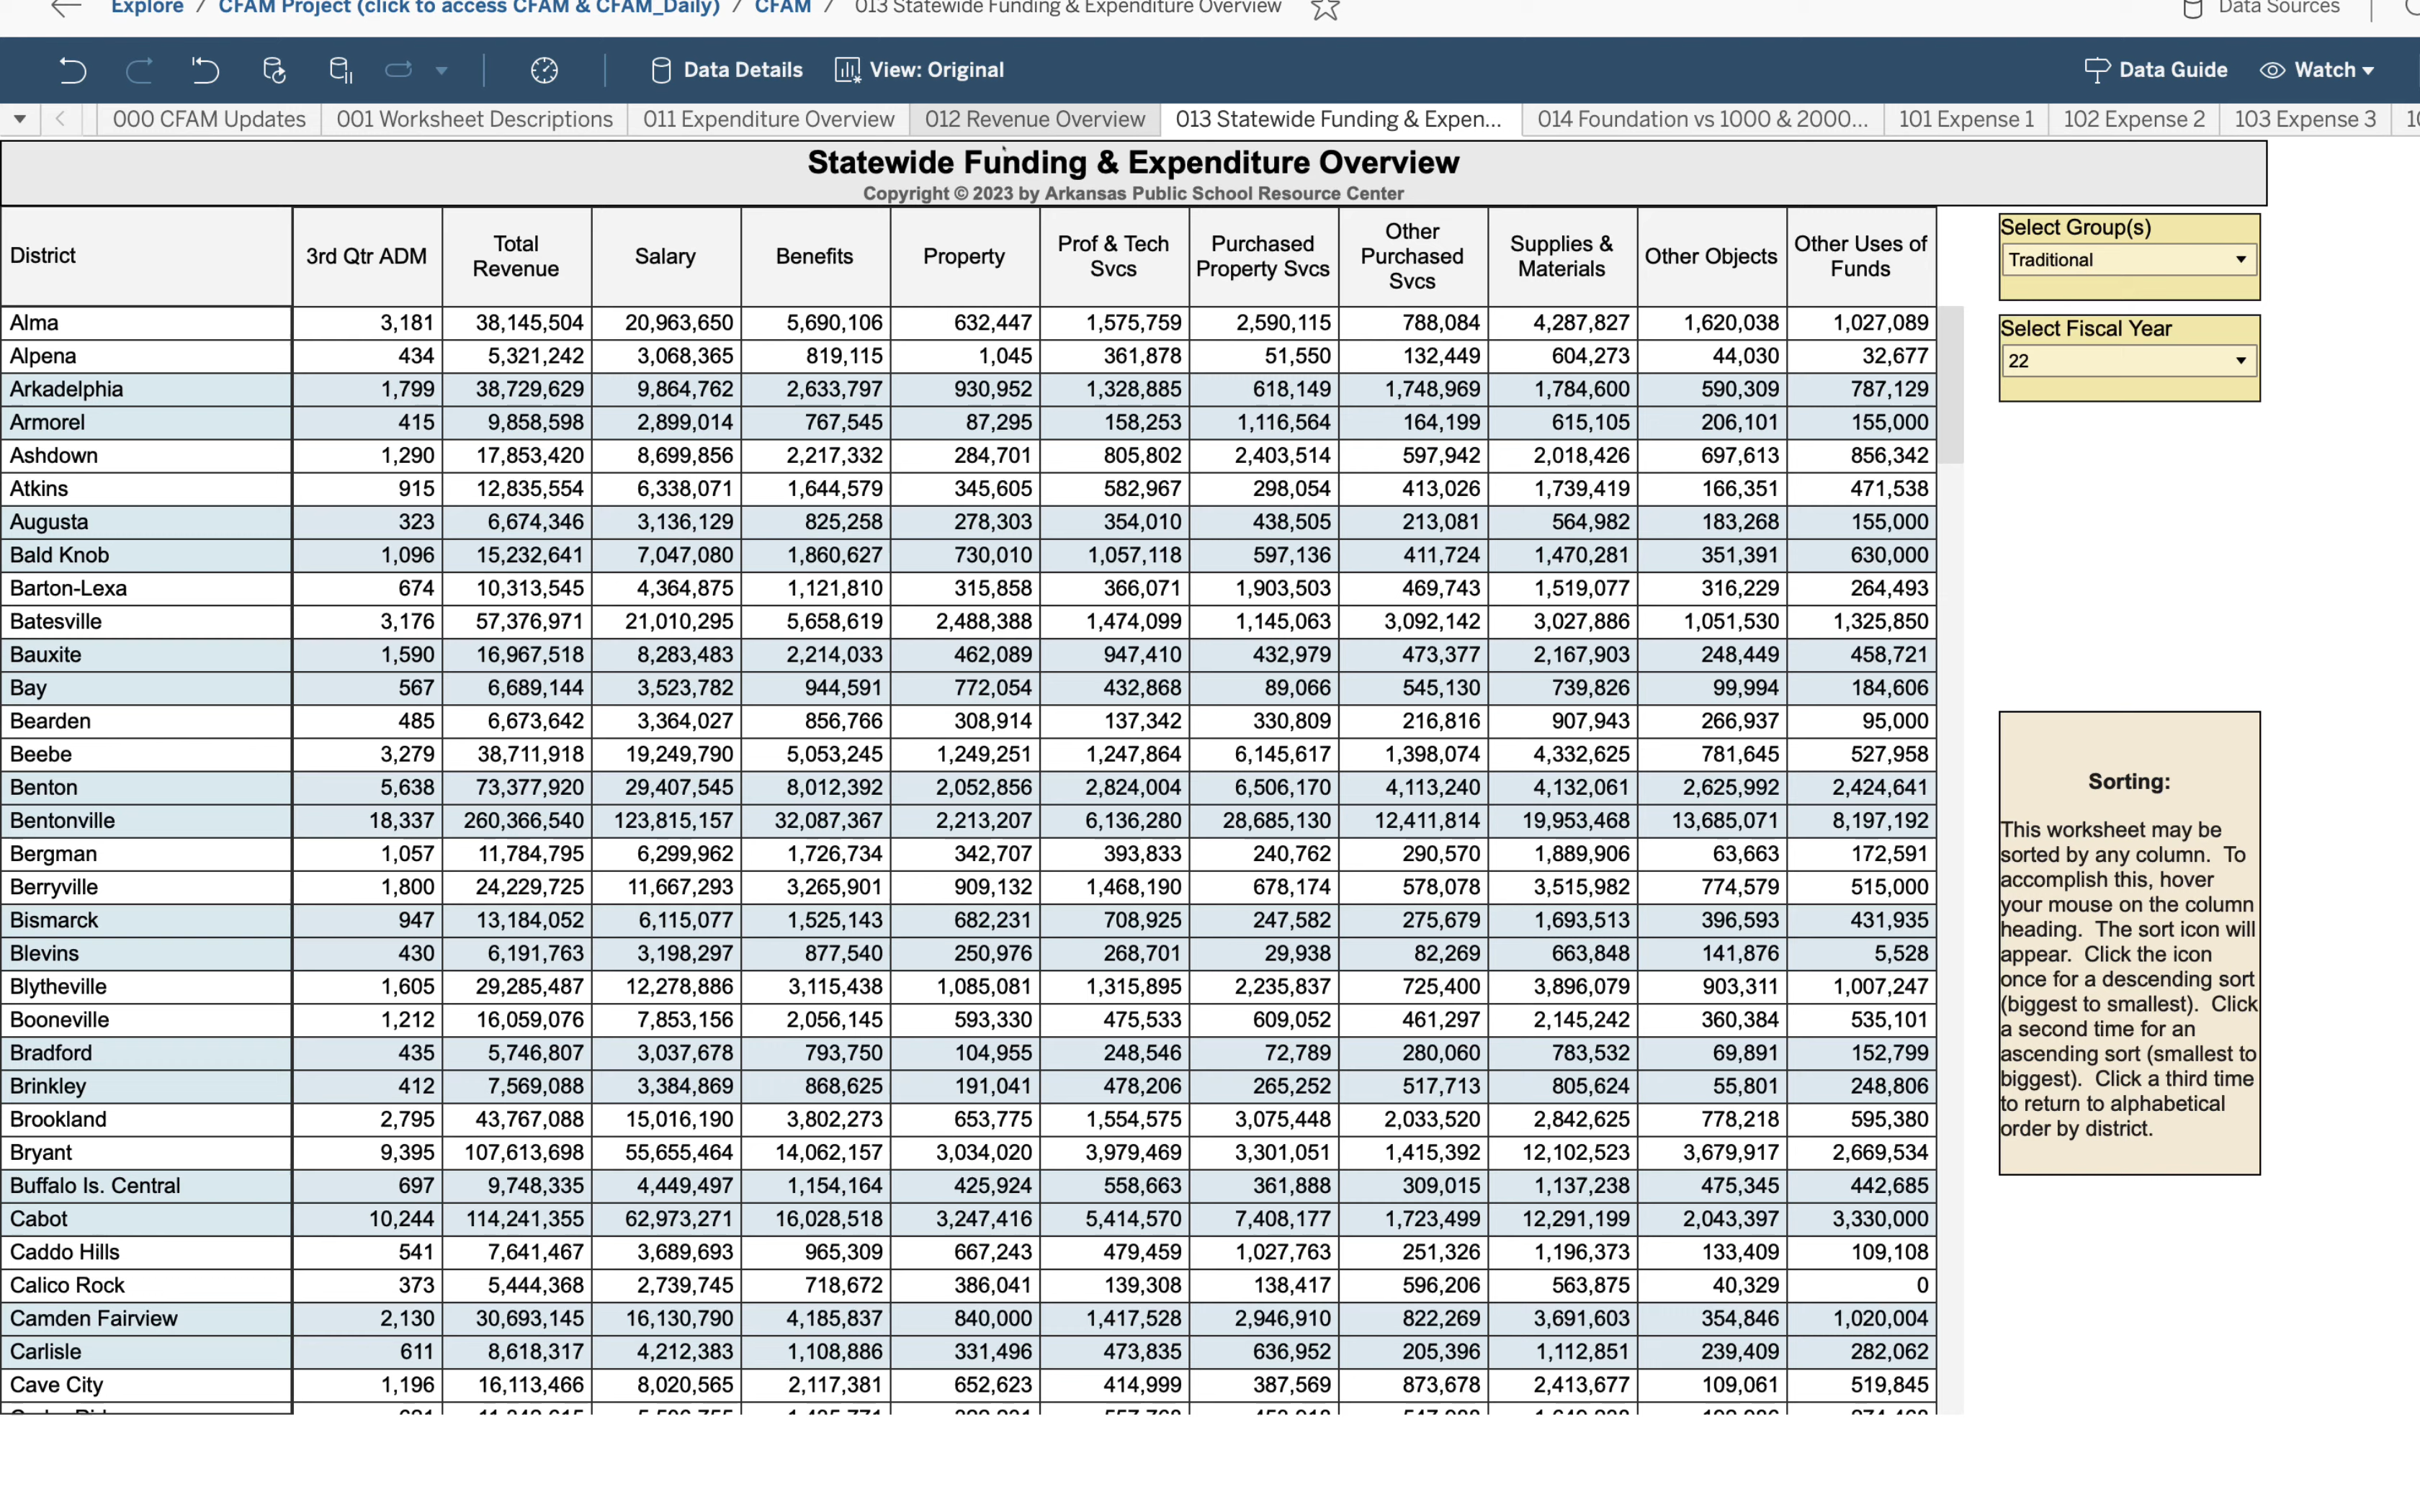 Explore / CFAM Project (click to access CFAM & CFAM_Daily) / CFAM / 013 Statewide Funding & Expenditure Overview Data Sources
Data Details View: Original Data Guide Watch
000 CFAM Updates 001 Worksheet Descriptions 011 Expenditure Overview 012 Revenue Overview 013 Statewide Funding & Expen... 014 Foundation vs 1000 & 2000... 101 Expense 1 102 Expense 2 103 Expense 3
Statewide Funding & Expenditure Overview
Copyright © 2023 by Arkansas Public School Resource Center
District 3rd Qtr ADM Total Revenue Salary Benefits Property Prof & Tech Svcs Purchased Property Svcs Other Purchased Svcs Supplies & Materials Other Objects Other Uses of Funds
Alma 3,181 38,145,504 20,963,650 5,690,106 632,447 1,575,759 2,590,115 788,084 4,287,827 1,620,038 1,027,089
Alpena 434 5,321,242 3,068,365 819,115 1,045 361,878 51,550 132,449 604,273 44,030 32,677
Arkadelphia 1,799 38,729,629 9,864,762 2,633,797 930,952 1,328,885 618,149 1,748,969 1,784,600 590,309 787,129
Armorel 415 9,858,598 2,899,014 767,545 87,295 158,253 1,116,564 164,199 615,105 206,101 155,000
Ashdown 1,290 17,853,420 8,699,856 2,217,332 284,701 805,802 2,403,514 597,942 2,018,426 697,613 856,342
Atkins 915 12,835,554 6,338,071 1,644,579 345,605 582,967 298,054 413,026 1,739,419 166,351 471,538
Augusta 323 6,674,346 3,136,129 825,258 278,303 354,010 438,505 213,081 564,982 183,268 155,000
Bald Knob 1,096 15,232,641 7,047,080 1,860,627 730,010 1,057,118 597,136 411,724 1,470,281 351,391 630,000
Barton-Lexa 674 10,313,545 4,364,875 1,121,810 315,858 366,071 1,903,503 469,743 1,519,077 316,229 264,493
Batesville 3,176 57,376,971 21,010,295 5,658,619 2,488,388 1,474,099 1,145,063 3,092,142 3,027,886 1,051,530 1,325,850
Bauxite 1,590 16,967,518 8,283,483 2,214,033 462,089 947,410 432,979 473,377 2,167,903 248,449 458,721
Bay 567 6,689,144 3,523,782 944,591 772,054 432,868 89,066 545,130 739,826 99,994 184,606
Bearden 485 6,673,642 3,364,027 856,766 308,914 137,342 330,809 216,816 907,943 266,937 95,000
Beebe 3,279 38,711,918 19,249,790 5,053,245 1,249,251 1,247,864 6,145,617 1,398,074 4,332,625 781,645 527,958
Benton 5,638 73,377,920 29,407,545 8,012,392 2,052,856 2,824,004 6,506,170 4,113,240 4,132,061 2,625,992 2,424,641
Bentonville 18,337 260,366,540 123,815,157 32,087,367 2,213,207 6,136,280 28,685,130 12,411,814 19,953,468 13,685,071 8,197,192
Bergman 1,057 11,784,795 6,299,962 1,726,734 342,707 393,833 240,762 290,570 1,889,906 63,663 172,591
Berryville 1,800 24,229,725 11,667,293 3,265,901 909,132 1,468,190 678,174 578,078 3,515,982 774,579 515,000
Bismarck 947 13,184,052 6,115,077 1,525,143 682,231 708,925 247,582 275,679 1,693,513 396,593 431,935
Blevins 430 6,191,763 3,198,297 877,540 250,976 268,701 29,938 82,269 663,848 141,876 5,528
Blytheville 1,605 29,285,487 12,278,886 3,115,438 1,085,081 1,315,895 2,235,837 725,400 3,896,079 903,311 1,007,247
Booneville 1,212 16,059,076 7,853,156 2,056,145 593,330 475,533 609,052 461,297 2,145,242 360,384 535,101
Bradford 435 5,746,807 3,037,678 793,750 104,955 248,546 72,789 280,060 783,532 69,891 152,799
Brinkley 412 7,569,088 3,384,869 868,625 191,041 478,206 265,252 517,713 805,624 55,801 248,806
Brookland 2,795 43,767,088 15,016,190 3,802,273 653,775 1,554,575 3,075,448 2,033,520 2,842,625 778,218 595,380
Bryant 9,395 107,613,698 55,655,464 14,062,157 3,034,020 3,979,469 3,301,051 1,415,392 12,102,523 3,679,917 2,669,534
Buffalo Is. Central 697 9,748,335 4,449,497 1,154,164 425,924 558,663 361,888 309,015 1,137,238 475,345 442,685
Cabot 10,244 114,241,355 62,973,271 16,028,518 3,247,416 5,414,570 7,408,177 1,723,499 12,291,199 2,043,397 3,330,000
Caddo Hills 541 7,641,467 3,689,693 965,309 667,243 479,459 1,027,763 251,326 1,196,373 133,409 109,108
Calico Rock 373 5,444,368 2,739,745 718,672 386,041 139,308 138,417 596,206 563,875 40,329 0
Camden Fairview 2,130 30,693,145 16,130,790 4,185,837 840,000 1,417,528 2,946,910 822,269 3,691,603 354,846 1,020,004
Carlisle 611 8,618,317 4,212,383 1,108,886 331,496 473,835 636,952 205,396 1,112,851 239,409 282,062
Cave City 1,196 16,113,466 8,020,565 2,117,381 652,623 414,999 387,569 873,678 2,413,677 109,061 519,845
Select Group(s)
Traditional
Select Fiscal Year
22
Sorting:
This worksheet may be
sorted by any column. To
accomplish this, hover
your mouse on the column
heading. The sort icon will
appear. Click the icon
once for a descending sort
(biggest to smallest). Click
a second time for an
ascending sort (smallest to
biggest). Click a third time
to return to alphabetical
order by district.